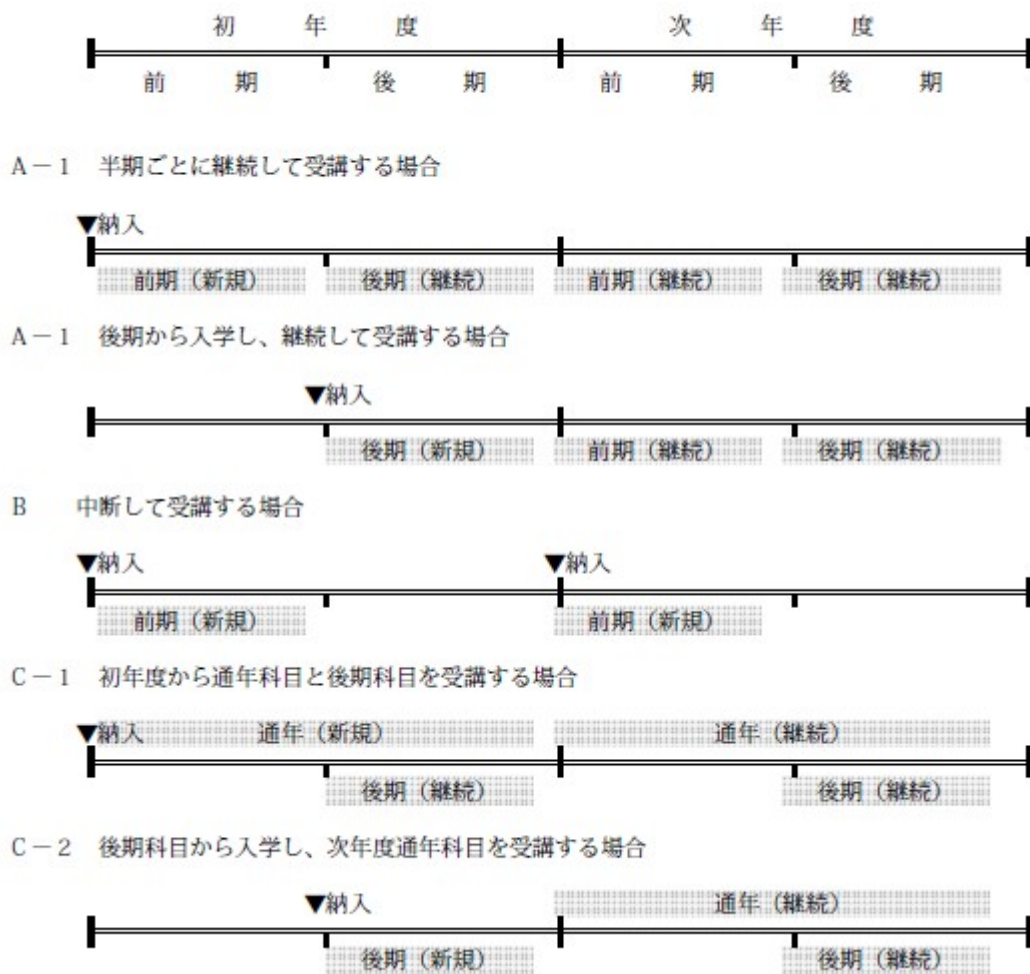 初年度 次年度
前期 後期 前期 後期
A－1 半期ごとに継続して受講する場合
▼納入
前期（新規） 後期（継続） 前期（継続） 後期（継続）
A－1 後期から入学し、継続して受講する場合
▼納入
後期（新規） 前期（継続） 後期（継続）
B 中断して受講する場合
▼納入 ▼納入
前期（新規） 前期（新規）
C－1 初年度から通年科目と後期科目を受講する場合
▼納入 通年（新規） 通年（継続）
後期（継続） 後期（継続）
C－2 後期科目から入学し、次年度通年科目を受講する場合
▼納入 通年（継続）
後期（新規） 後期（継続）